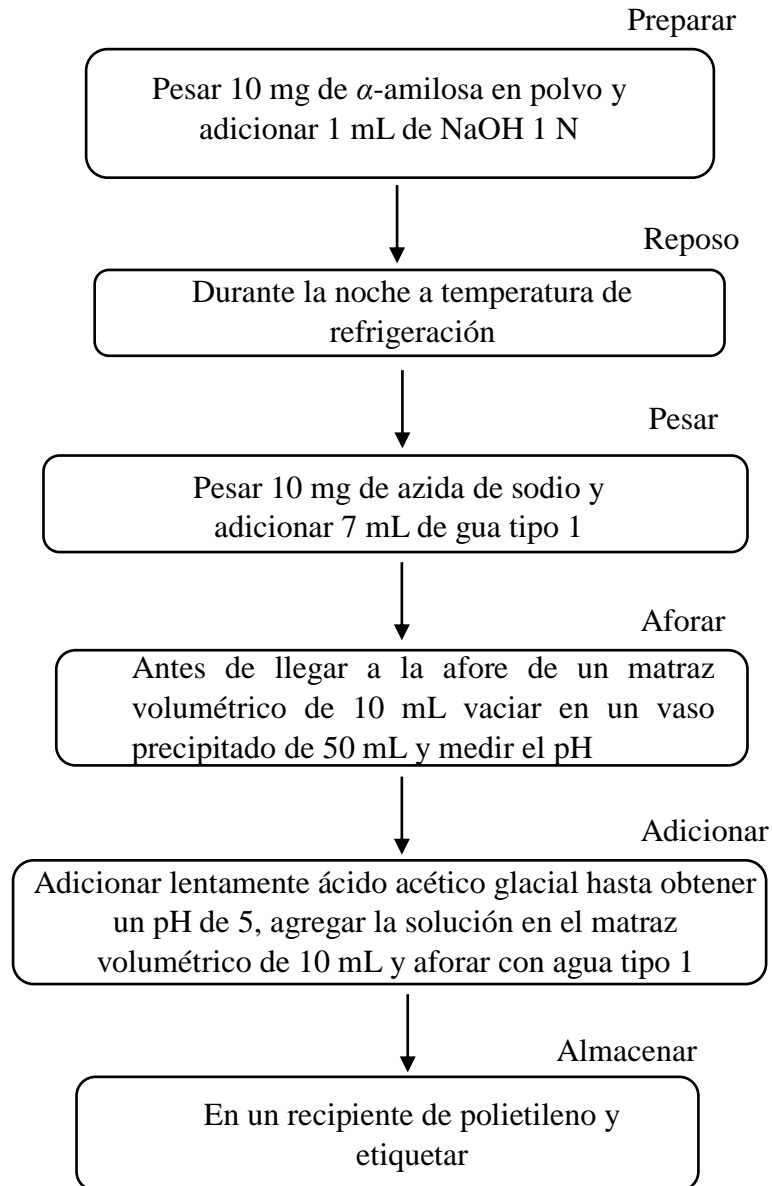 Preparar
Pesar 10 mg de α-amilosa en polvo y
adicionar 1 mL de NaOH 1 N
Reposo
Durante la noche a temperatura de
refrigeración
Pesar
Pesar 10 mg de azida de sodio y
adicionar 7 mL de gua tipo 1
Aforar
Antes de llegar a la afore de un matraz
volumétrico de 10 mL vaciar en un vaso
precipitado de 50 mL y medir el pH
Adicionar
Adicionar lentamente ácido acético glacial hasta obtener
un pH de 5, agregar la solución en el matraz
volumétrico de 10 mL y aforar con agua tipo 1
Almacenar
En un recipiente de polietileno y
etiquetar